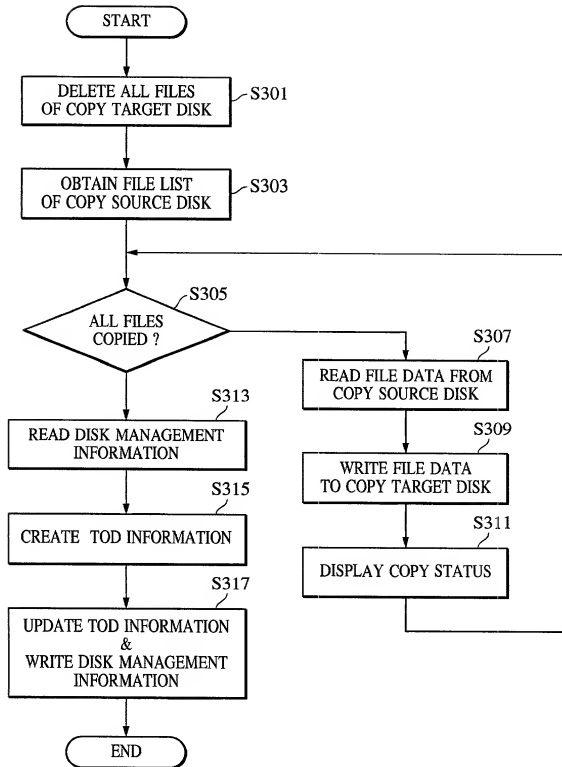 START
DELETE ALL FILES
OF COPY TARGET DISK
S301
OBTAIN FILE LIST
OF COPY SOURCE DISK
S303
S305
ALL FILES
COPIED ?
S307
READ FILE DATA FROM
COPY SOURCE DISK
S309
WRITE FILE DATA
TO COPY TARGET DISK
S311
DISPLAY COPY STATUS
S313
READ DISK MANAGEMENT
INFORMATION
S315
CREATE TOD INFORMATION
S317
UPDATE TOD INFORMATION
&
WRITE DISK MANAGEMENT
INFORMATION
END